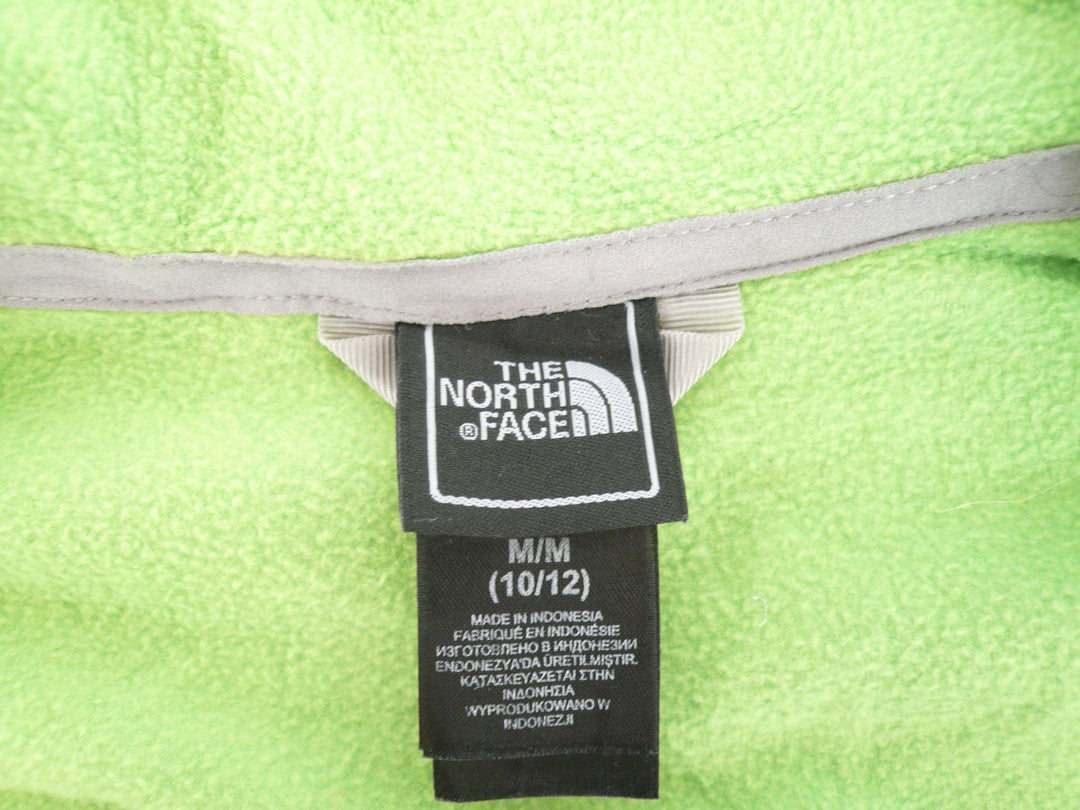 THE
NORTH
®FACE
M/M
(10/12)
MADE IN INDONESIA
FABRIQUÉ EN INDONÉSIE
ИЗГОТОВЛЕНО В ИНДОНЕЗИИ
ENDONEZYA'DA ÜRETILMIŞTIR.
ΚΑΤΑΣΚΕΥΑΖΕΤΑΙ ΣΤΗΝ
ΙΝΔΟΝΗΣΙΑ
WYPRODUKOWANO W
INDONEZJI